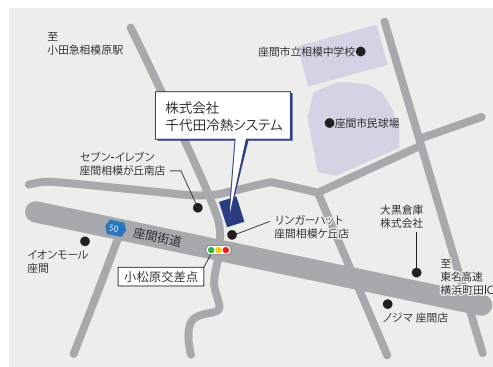 至
小田急相模原駅
座間市立相模中学校
株式会社
千代田冷熱システム
座間市民球場
セブン-イレブン
座間相模が丘南店
リンガーハット
座間相模ケ丘店
大黒倉庫
株式会社
50
座間街道
イオンモール
座間
小松原交差点
至
東名高速
横浜町田IC
ノジマ 座間店